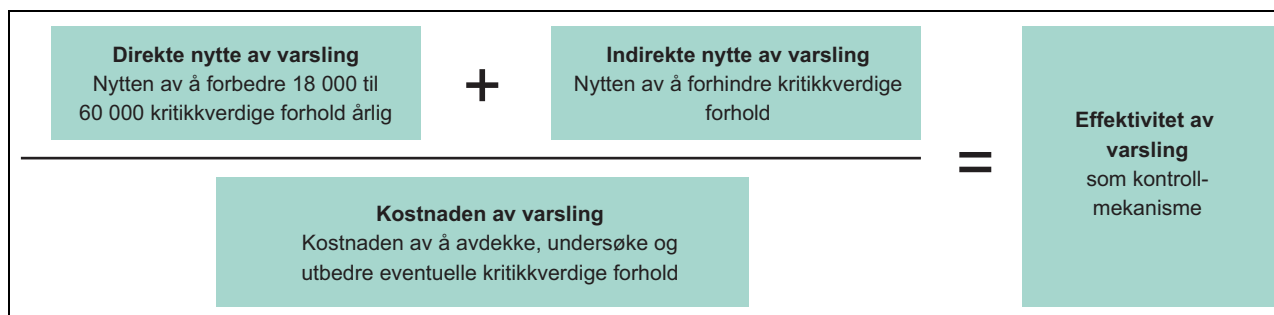 Direkte nytte av varsling
Nytten av å forbedre 18 000 til
60 000 kritikkverdige forhold årlig
+
Indirekte nytte av varsling
Nytten av å forhindre kritikkverdige
forhold
Kostnaden av varsling
Kostnaden av å avdekke, undersøke og
utbedre eventuelle kritikkverdige forhold
=
Effektivitet av
varsling
som kontroll-
mekanisme